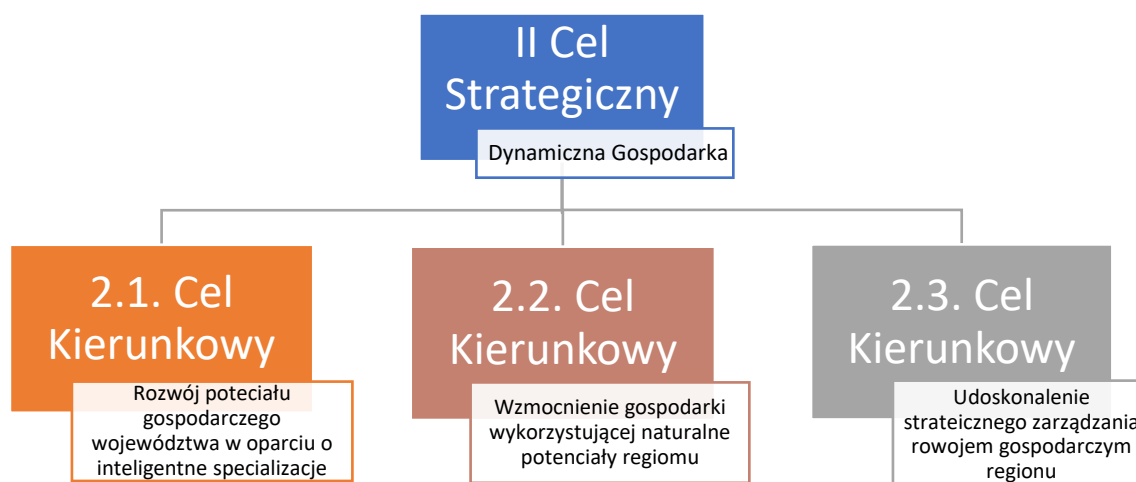 II Cel
Strategiczny
Dynamiczna Gospodarka
2.1. Cel
Kierunkowy
Rozwój poteciału
gospodarczego
województwa w oparciu o
inteligentne specializacje
2.2. Cel
Kierunkowy
Wzmocnienie gospodarki
wykorzystującej naturalne
potenciały regiomu
2.3. Cel
Kierunkowy
Udoskonalenie
strateicznego zarządzania
rowojem gospodarczym
regionu